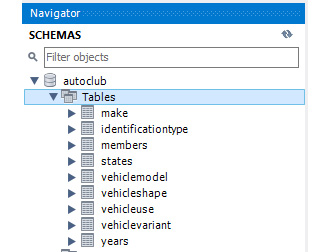 Navigator
SCHEMAS
Filter objects
autoclub
Tables
make
identificationtype
members
states
vehiclemodel
vehicleshape
vehicleuse
vehiclevariant
years